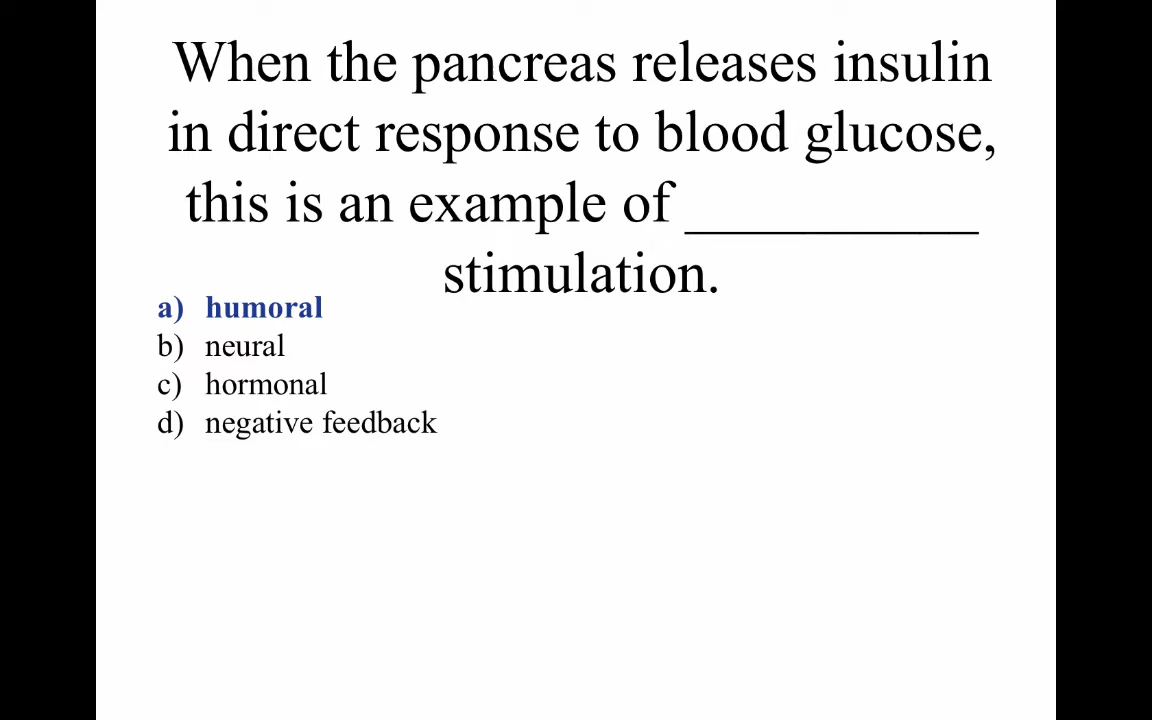 When the pancreas releases insulin
in direct response to blood glucose,
this is an example of ___________
stimulation.
a) humoral
b) neural
c) hormonal
d) negative feedback